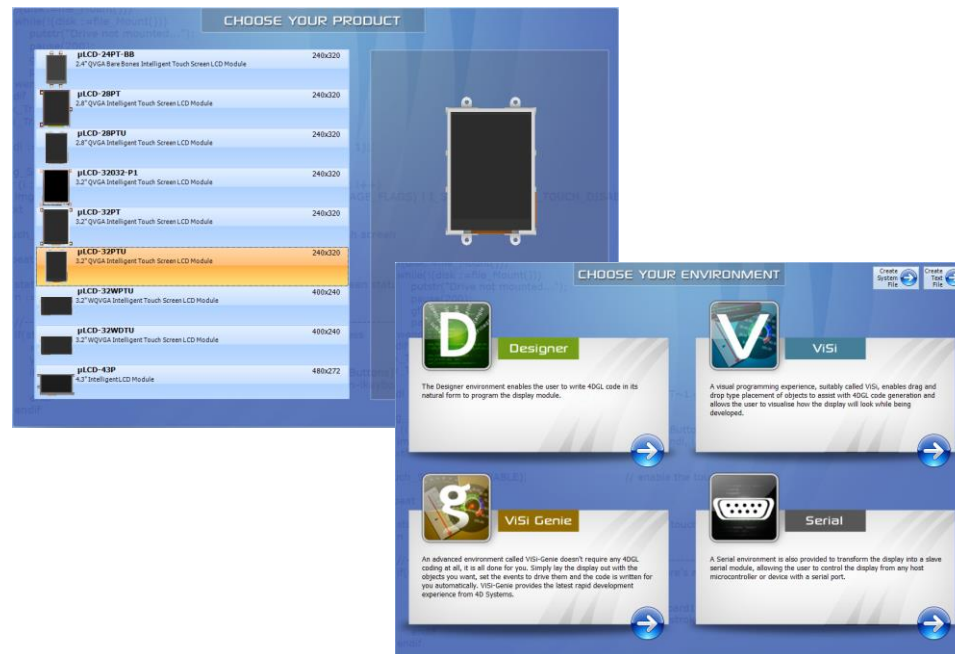 CHOOSE YOUR PRODUCT
µLCD-24PT-BB 240x320
2.4" QVGA Bare Bones Intelligent Touch Screen LCD Module
µLCD-28PT 240x320
2.8" QVGA Intelligent Touch Screen LCD Module
µLCD-28PTU 240x320
2.8" QVGA Intelligent Touch Screen LCD Module
µLCD-32032-P1 240x320
3.2" QVGA Intelligent Touch Screen LCD Module
µLCD-32PT 240x320
3.2" QVGA Intelligent Touch Screen LCD Module
µLCD-32PTU 240x320
3.2" QVGA Intelligent Touch Screen LCD Module
µLCD-32WPTU 400x240
3.2" WQVGA Intelligent Touch Screen LCD Module
µLCD-32WDTU 400x240
3.2" WQVGA Intelligent Touch Screen LCD Module
µLCD-43P 480x272
4.3" Intelligent LCD Module
CHOOSE YOUR ENVIRONMENT
Create
System
File
Create
Text
File
Designer
The Designer environment enables the user to write 4DGL code in its
natural form to program the display module.
ViSi
A visual programming experience, suitably called ViSi, enables drag and
drop type placement of objects to assist with 4DGL code generation and
allows the user to visualise how the display will look while being
developed.
ViSi Genie
An advanced environment called ViSi-Genie doesn't require any 4DGL
coding at all, it is all done for you. Simply lay the display out with the
objects you want, set the events to drive them and the code is written for
you automatically. ViSi-Genie provides the latest rapid development
experience from 4D Systems.
Serial
A Serial environment is also provided to transform the display into a slave
serial module, allowing the user to control the display from any host
microcontroller or device with a serial port.